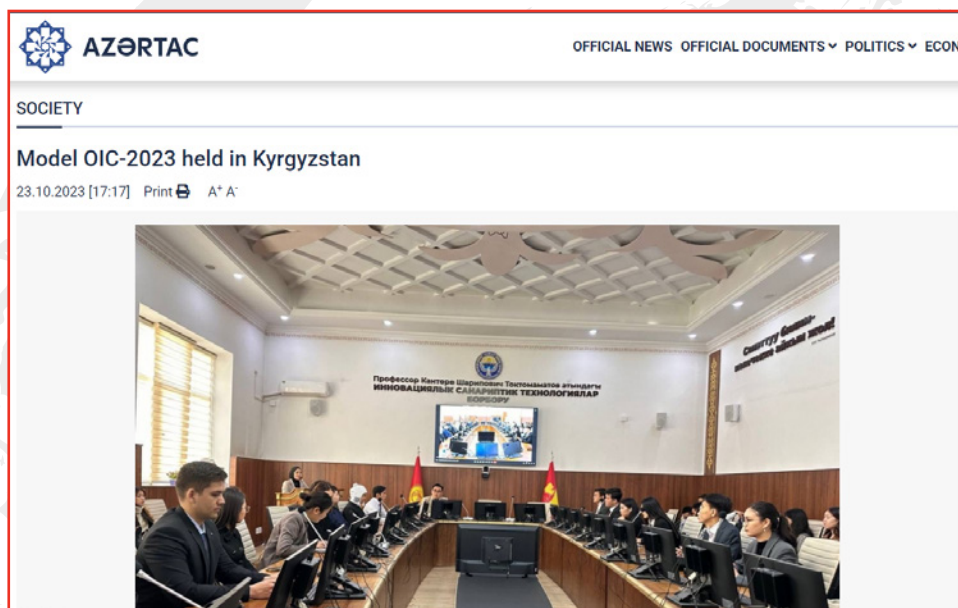 AZƏRTAC
OFFICIAL NEWS OFFICIAL DOCUMENTS POLITICS ECON
SOCIETY
Model OIC-2023 held in Kyrgyzstan
23.10.2023 [17:17] Print A+ A-
Профессор Кантөрө Шарипович Токтомаматов атындагы
ИННОВАЦИЯЛЫК САНАРИПТИК ТЕХНОЛОГИЯЛАР
БОРБОРУ